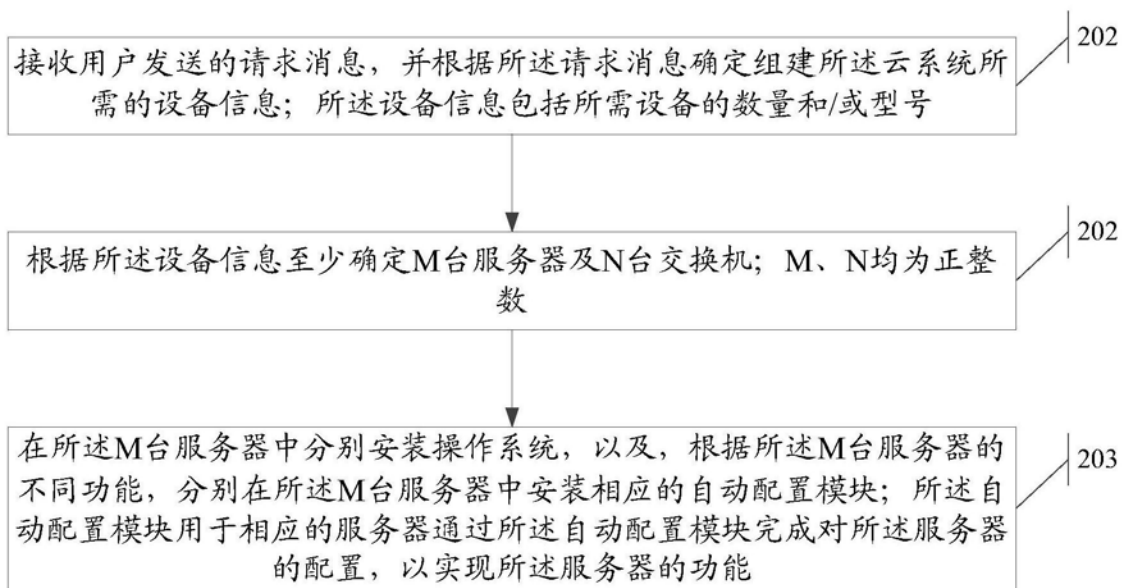 202
接收用户发送的请求消息，并根据所述请求消息确定组建所述云系统所
需的设备信息；所述设备信息包括所需设备的数量和/或型号
202
根据所述设备信息至少确定M台服务器及N台交换机；M、N均为正整
数
203
在所述M台服务器中分别安装操作系统，以及，根据所述M台服务器的
不同功能，分别在所述M台服务器中安装相应的自动配置模块；所述自
动配置模块用于相应的服务器通过所述自动配置模块完成对所述服务器
的配置，以实现所述服务器的功能